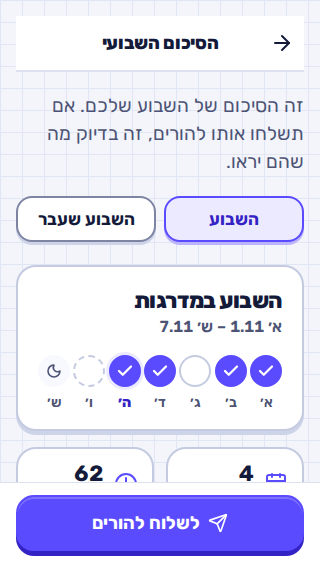 הסיכום השבועי
זה הסיכום של השבוע שלכם. אם
תשלחו אותו להורים, זה בדיוק מה
שהם יראו.
השבוע
השבוע שעבר
השבוע במדרגות
א׳ 1.11 – ש׳ 7.11
א׳ ב׳ ג׳ ד׳ ה׳ ו׳ ש׳
4
62
לשלוח להורים